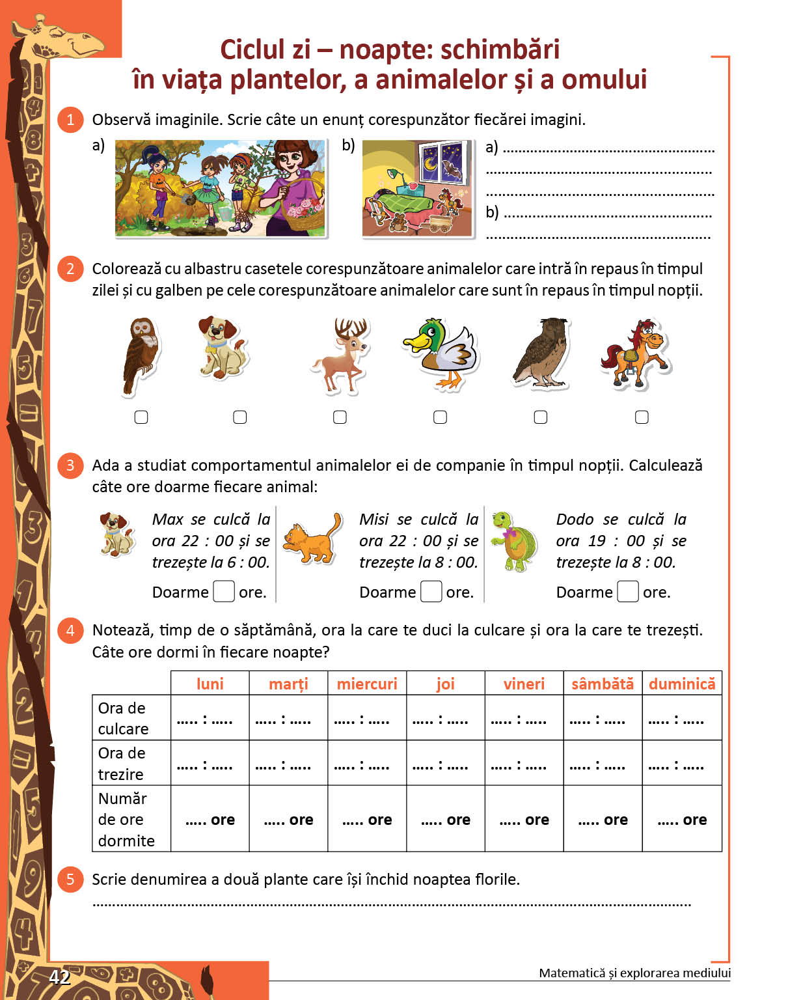 Ciclul zi – noapte: schimbări
în viața plantelor, a animalelor și a omului
1 Observă imaginile. Scrie câte un enunț corespunzător fiecărei imagini.
a)
b)
a) ....................................................
.......................................................
.......................................................
b) ..................................................
.......................................................
2 Colorează cu albastru casetele corespunzătoare animalelor care intră în repaus în timpul
zilei și cu galben pe cele corespunzătoare animalelor care sunt în repaus în timpul nopții.
3 Ada a studiat comportamentul animalelor ei de companie în timpul nopții. Calculează
câte ore doarme fiecare animal:
Max se culcă la
ora 22 : 00 și se
trezește la 6 : 00.
Doarme ore.
Misi se culcă la
ora 22 : 00 și se
trezește la 8 : 00.
Doarme ore.
Dodo se culcă la
ora 19 : 00 și se
trezește la 8 : 00.
Doarme ore.
4 Notează, timp de o săptămână, ora la care te duci la culcare și ora la care te trezești.
Câte ore dormi în fiecare noapte?
luni marți miercuri joi vineri sâmbătă duminică
Ora de
culcare
..... : ..... ..... : ..... ..... : ..... ..... : ..... ..... : ..... ..... : ..... ..... : .....
Ora de
trezire
..... : ..... ..... : ..... ..... : ..... ..... : ..... ..... : ..... ..... : ..... ..... : .....
Număr
de ore
dormite
..... ore ..... ore ..... ore ..... ore ..... ore ..... ore ..... ore
5 Scrie denumirea a două plante care își închid noaptea florile.
..........................................................................................................................................................
42
Matematică și explorarea mediului